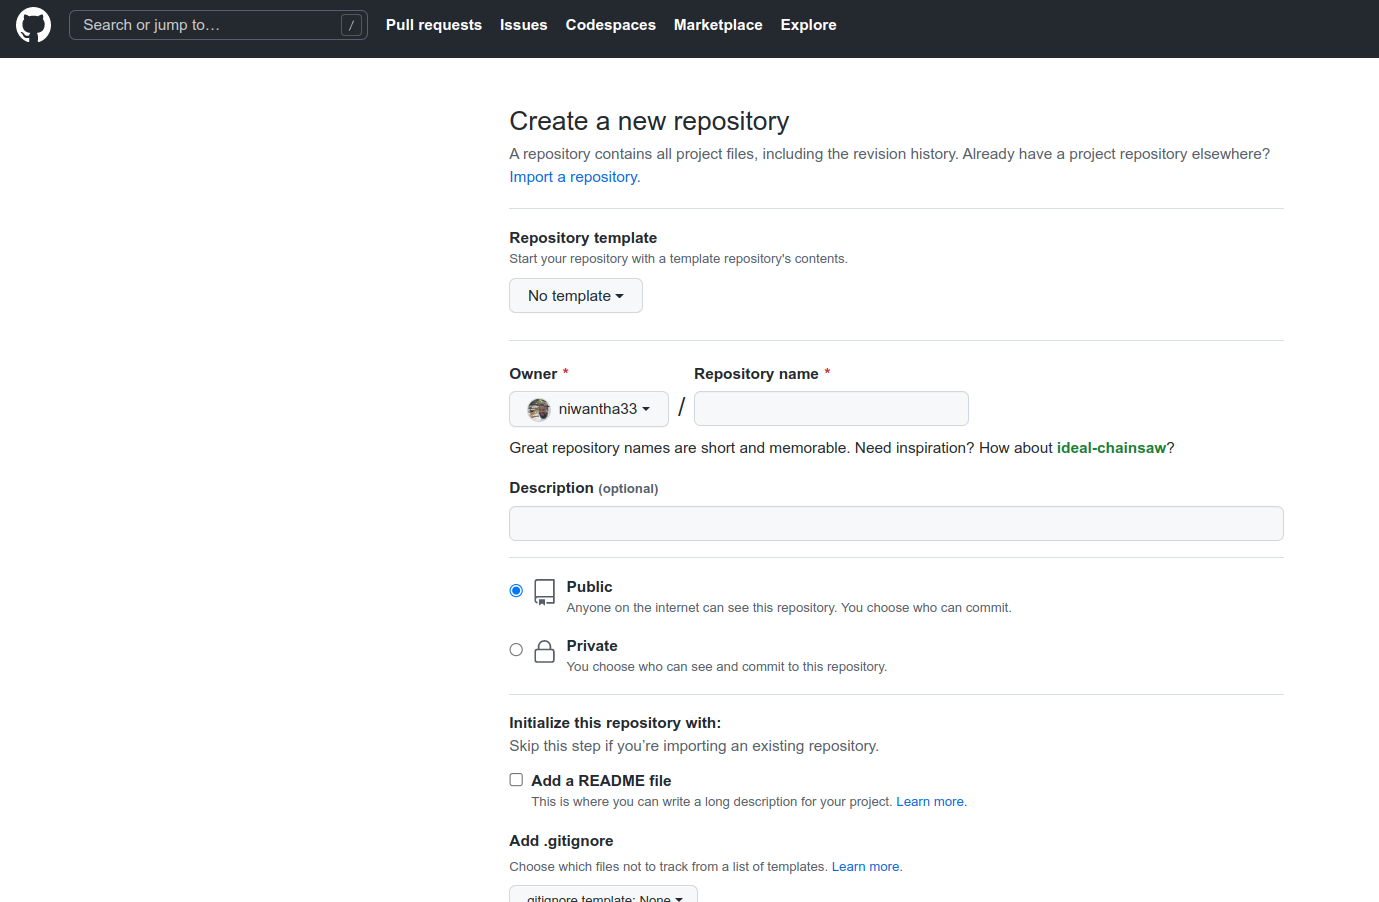 Search or jump to… / Pull requests Issues Codespaces Marketplace Explore
Create a new repository
A repository contains all project files, including the revision history. Already have a project repository elsewhere?
Import a repository.
Repository template
Start your repository with a template repository's contents.
No template
Owner * Repository name *
niwantha33 /
Great repository names are short and memorable. Need inspiration? How about ideal-chainsaw?
Description (optional)
Public
Anyone on the internet can see this repository. You choose who can commit.
Private
You choose who can see and commit to this repository.
Initialize this repository with:
Skip this step if you’re importing an existing repository.
Add a README file
This is where you can write a long description for your project. Learn more.
Add .gitignore
Choose which files not to track from a list of templates. Learn more.
.gitignore template: None